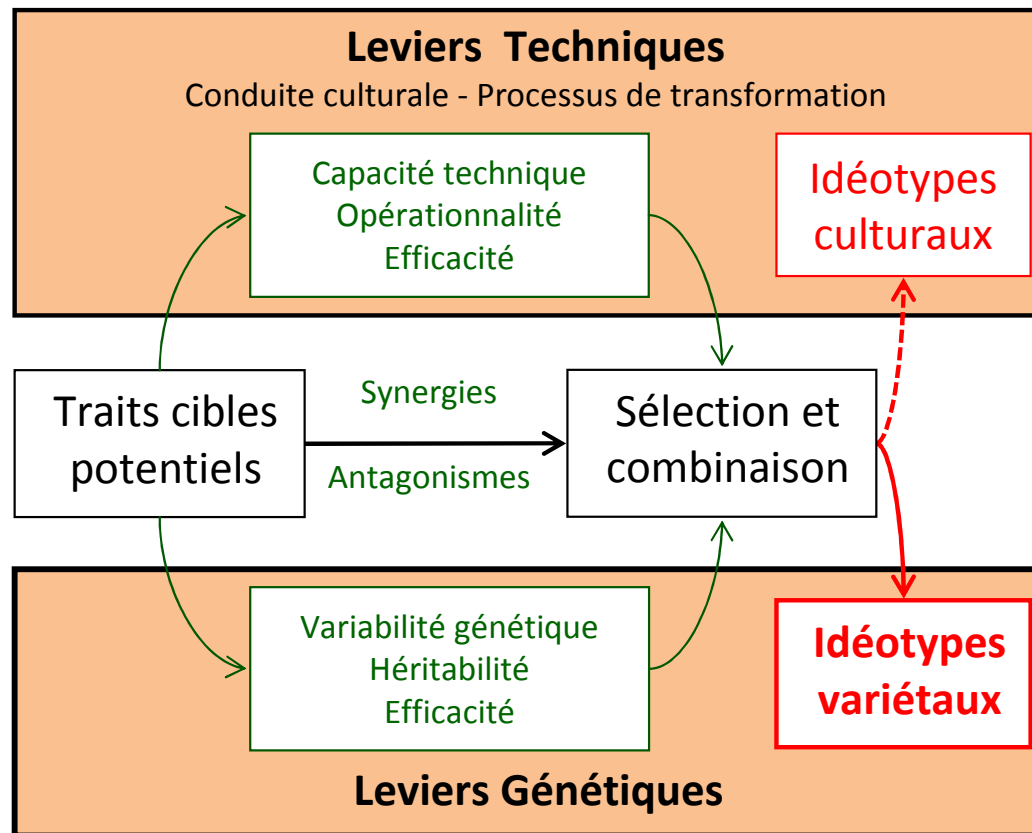 Leviers Techniques
Conduite culturale - Processus de transformation
Capacité technique
Opérationnalité
Efficacité
Idéotypes
culturaux
Traits cibles
potentiels
Synergies
Antagonismes
Sélection et
combinaison
Variabilité génétique
Héritabilité
Efficacité
Idéotypes
variétaux
Leviers Génétiques